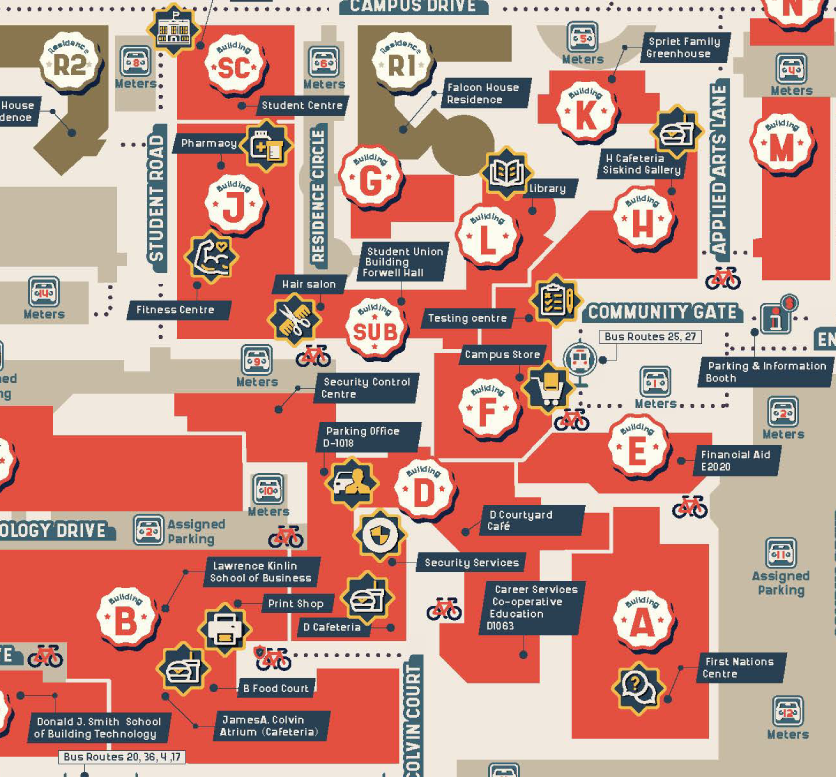 CAMPUS DRIVE
N
Building
SC
Residence
R2
8
Meters
6
Meters
Residence
R1
5
Meters
Spriet Family
Greenhouse
4
Meters
Student Centre
Falcon House
Residence
House
dence
Building
K
Building
M
STUDENT ROAD
Pharmacy
RESIDENCE CIRCLE
Building
G
Library
H Cafeteria
Siskind Gallery
APPLIED ARTS LANE
Building
J
Building
L
Building
H
Student Union
Building
Forwell Hall
14
Meters
Fitness Centre
Hair salon
Building
SUB
Testing centre
COMMUNITY GATE
Bus Routes 25, 27
i
EN
Campus Store
Parking & Information
Booth
9
Meters
Security Control
Centre
1
Meters
2
Meters
Building
F
Parking Office
D-1018
Building
E
Financial Aid
E2020
10
Meters
Building
D
D Courtyard
Café
OLOGY DRIVE
2
Assigned
Parking
Security Services
11
Assigned
Parking
Lawrence Kinlin
School of Business
Print Shop
D Cafeteria
Career Services
Co-operative
Education
D1063
Building
B
Building
A
VE
B Food Court
First Nations
Centre
Donald J. Smith School
of Building Technology
James A. Colvin
Atrium (Cafeteria)
COLVIN COURT
12
Meters
Bus Routes 20, 36, 4 ,17